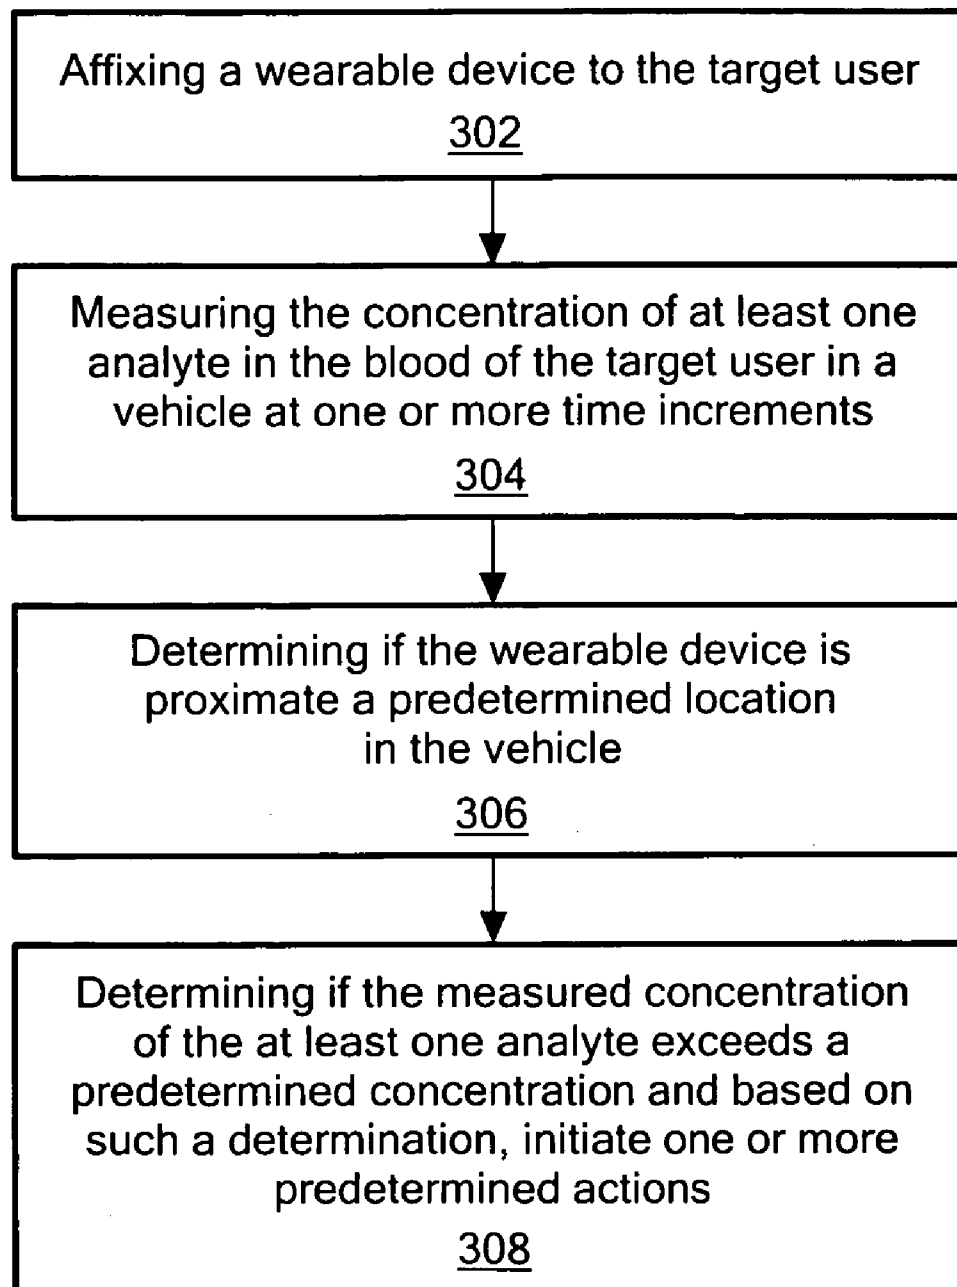 Affixing a wearable device to the target user
302
Measuring the concentration of at least one
analyte in the blood of the target user in a
vehicle at one or more time increments
304
Determining if the wearable device is
proximate a predetermined location
in the vehicle
306
Determining if the measured concentration
of the at least one analyte exceeds a
predetermined concentration and based on
such a determination, initiate one or more
predetermined actions
308